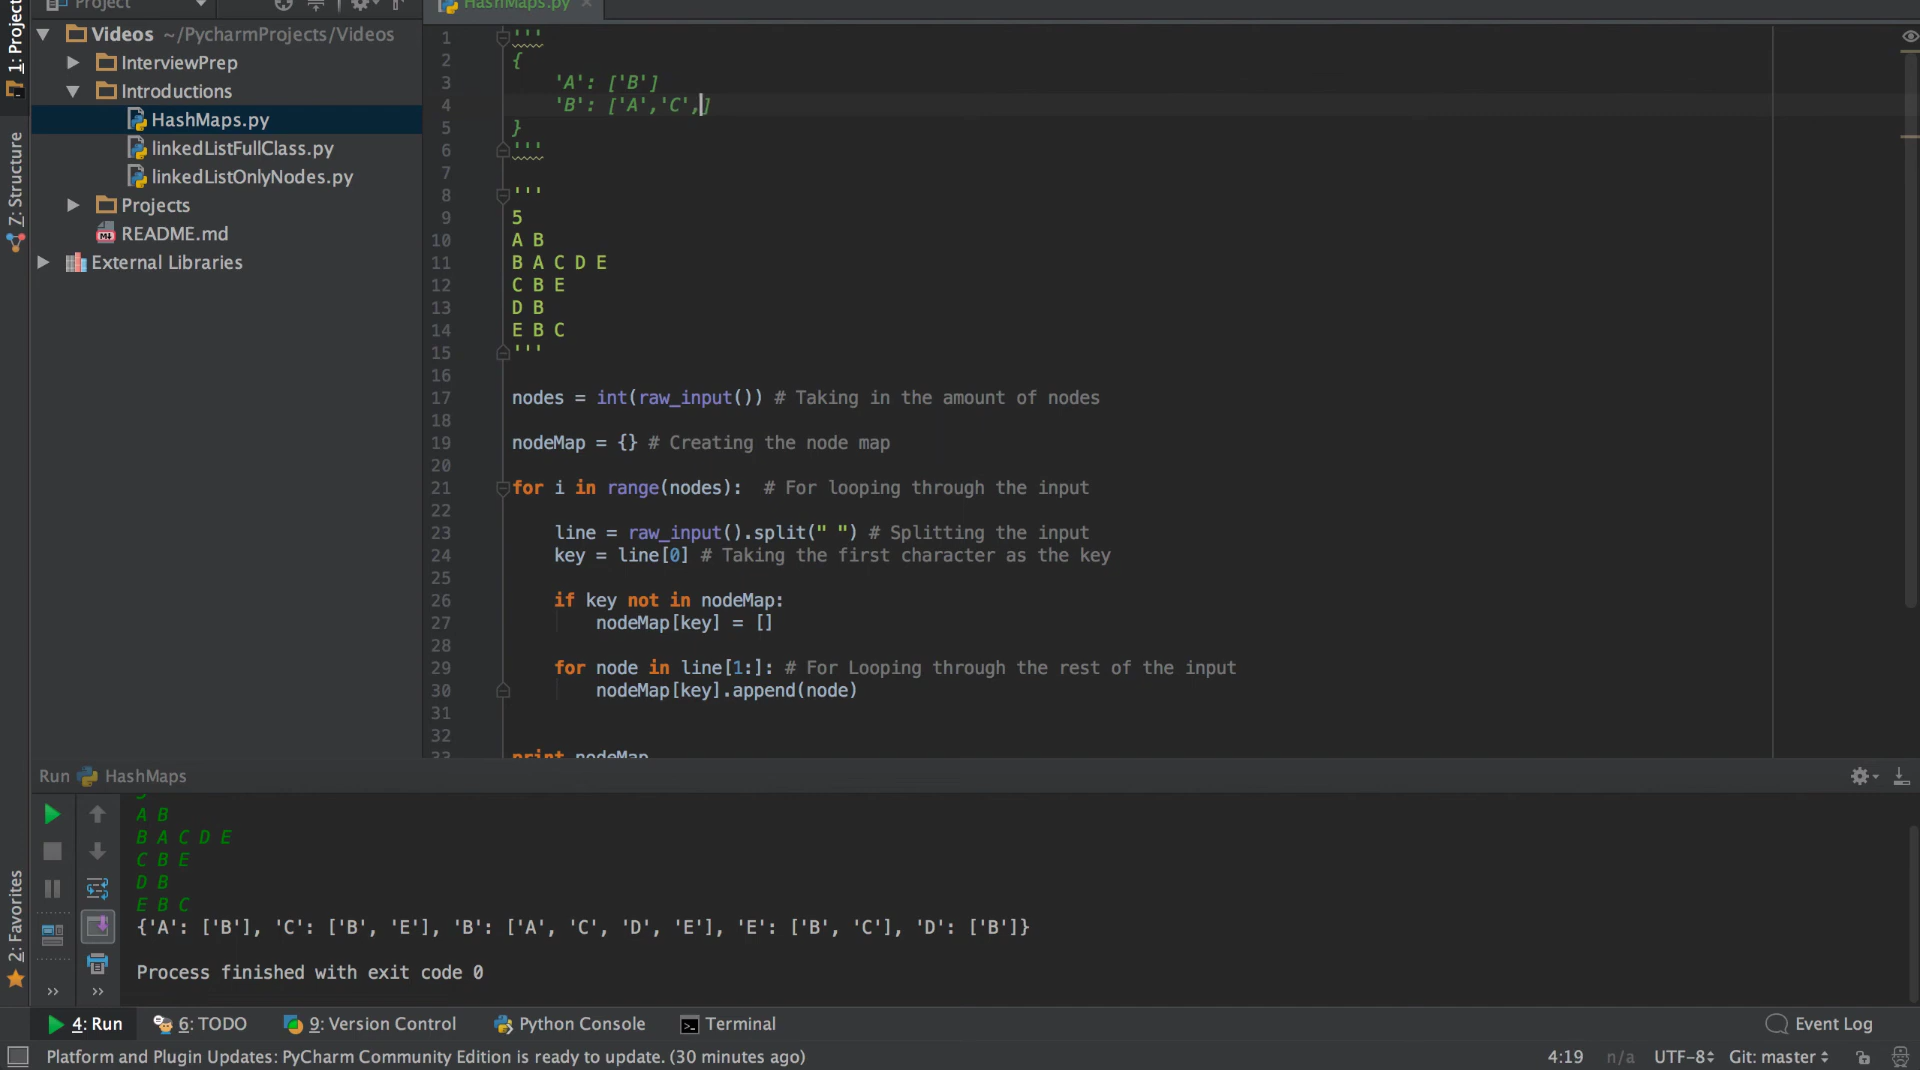 Project
HashMaps.py
1: Project
Videos ~/PycharmProjects/Videos
InterviewPrep
Introductions
HashMaps.py
linkedListFullClass.py
linkedListOnlyNodes.py
Projects
README.md
External Libraries
7: Structure
2: Favorites
1 '''
2 {
3 'A': ['B']
4 'B': ['A','C',]
5 }
6 '''
7
8 '''
9 5
10 A B
11 B A C D E
12 C B E
13 D B
14 E B C
15 '''
16
17 nodes = int(raw_input()) # Taking in the amount of nodes
18
19 nodeMap = {} # Creating the node map
20
21 for i in range(nodes):  # For looping through the input
22
23 line = raw_input().split(" ") # Splitting the input
24 key = line[0] # Taking the first character as the key
25
26 if key not in nodeMap:
27 nodeMap[key] = []
28
29 for node in line[1:]: # For Looping through the rest of the input
30 nodeMap[key].append(node)
31
32
33 print nodeMap
Run HashMaps
5
A B
B A C D E
C B E
D B
E B C
{'A': ['B'], 'C': ['B', 'E'], 'B': ['A', 'C', 'D', 'E'], 'E': ['B', 'C'], 'D': ['B']}
Process finished with exit code 0
4: Run 6: TODO 9: Version Control Python Console Terminal Event Log
Platform and Plugin Updates: PyCharm Community Edition is ready to update. (30 minutes ago) 4:19 n/a UTF-8 Git: master